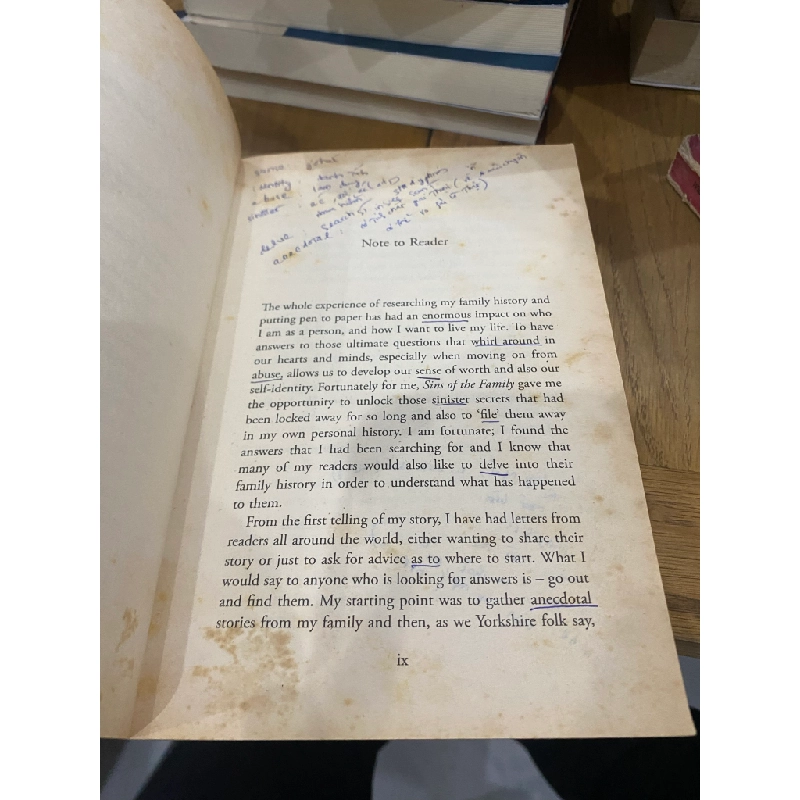 identity
abuse
sinister
delve : search
anecdotal :
Note to Reader
The whole experience of researching my family history and
putting pen to paper has had an enormous impact on who
I am as a person, and how I want to live my life. To have
answers to those ultimate questions that whirl around in
our hearts and minds, especially when moving on from
abuse, allows us to develop our sense of worth and also our
self-identity. Fortunately for me, Sins of the Family gave me
the opportunity to unlock those sinister secrets that had
been locked away for so long and also to ‘file’ them away
in my own personal history. I am fortunate; I found the
answers that I had been searching for and I know that
many of my readers would also like to delve into their
family history in order to understand what has happened
to them.
From the first telling of my story, I have had letters from
readers all around the world, either wanting to share their
story or just to ask for advice as to where to start. What I
would say to anyone who is looking for answers is – go out
and find them. My starting point was to gather anecdotal
stories from my family and then, as we Yorkshire folk say,
ix